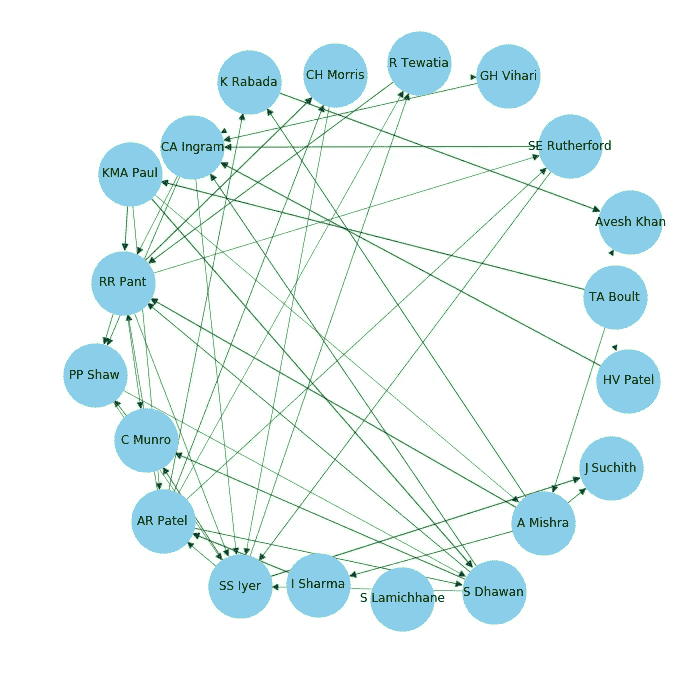 R Tewatia
CH Morris
GH Vihari
K Rabada
CA Ingram
SE Rutherford
KMA Paul
Avesh Khan
RR Pant
TA Boult
PP Shaw
HV Patel
C Munro
J Suchith
AR Patel
A Mishra
SS Iyer
I Sharma
S Lamichhane
S Dhawan